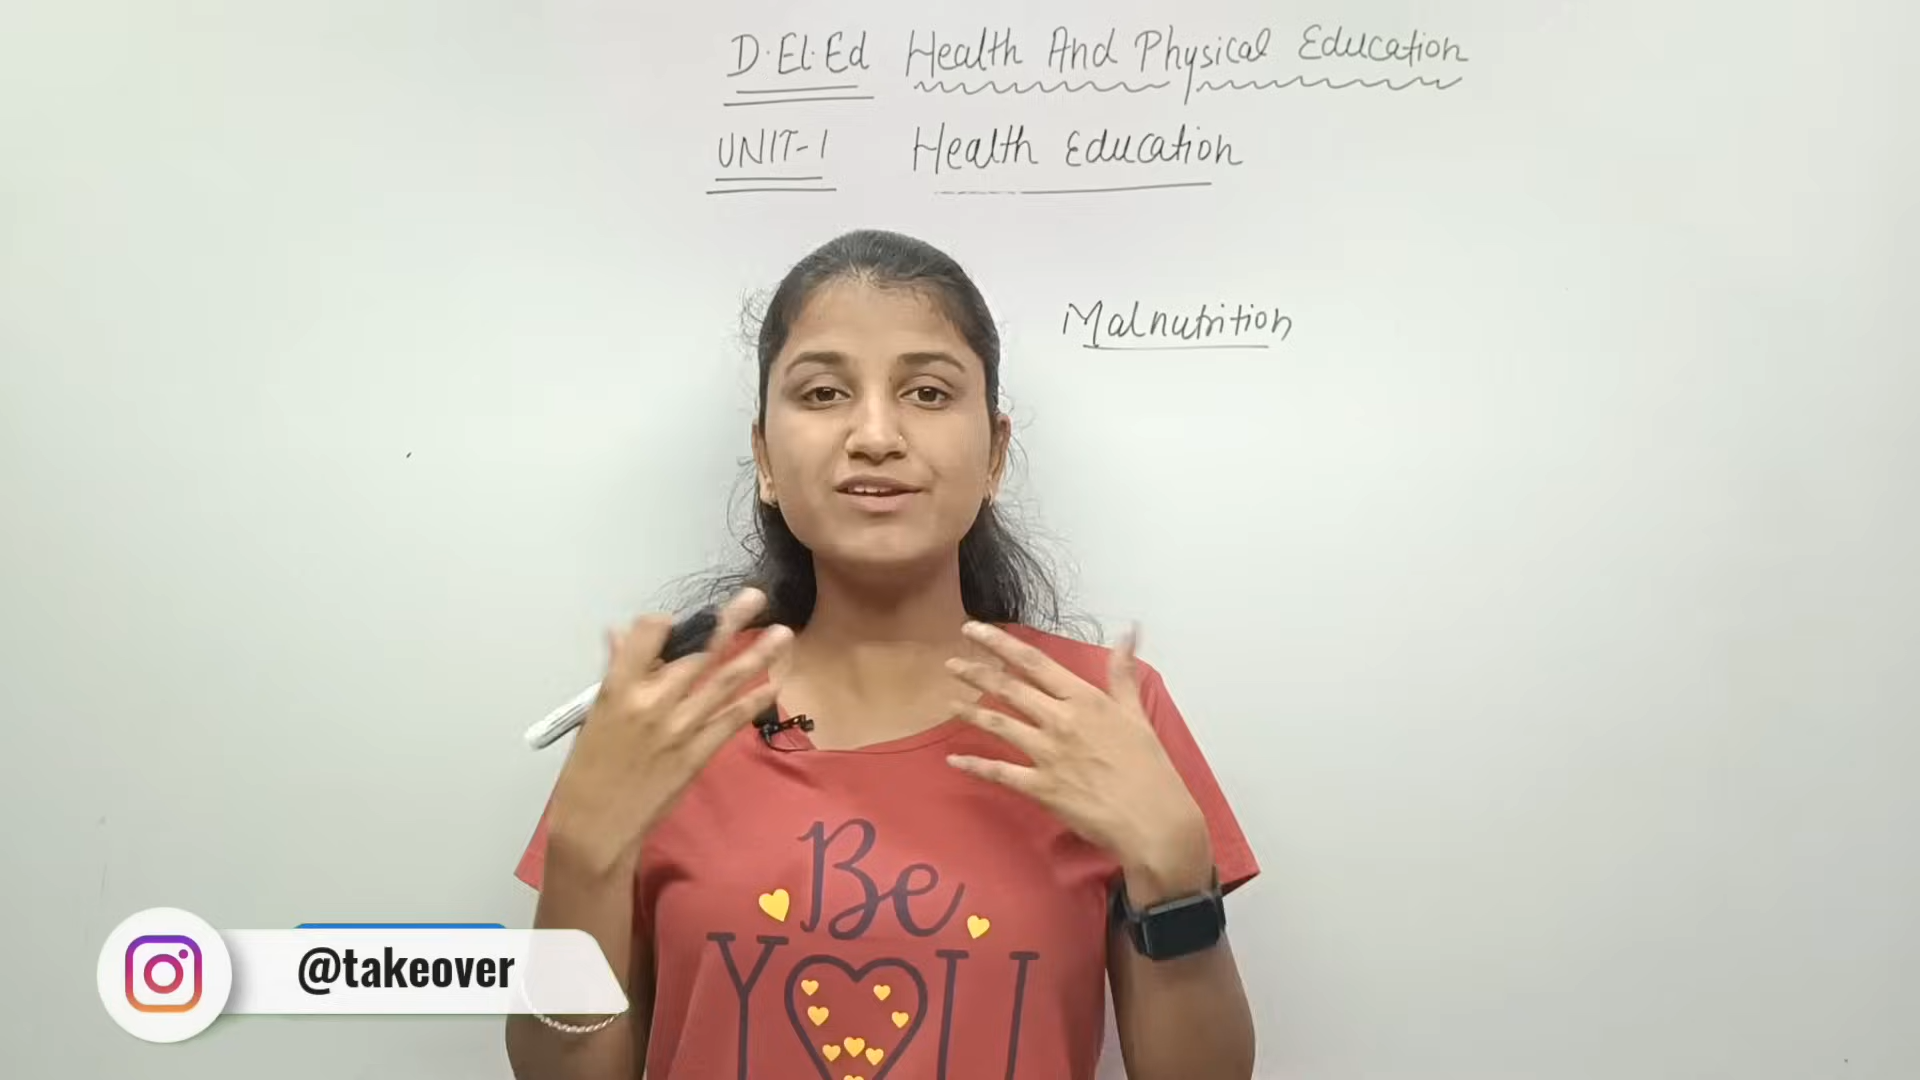 D.El.Ed Health And Physical Education
UNIT-1 Health Education
Malnutrition
Be
YOU
@takeover